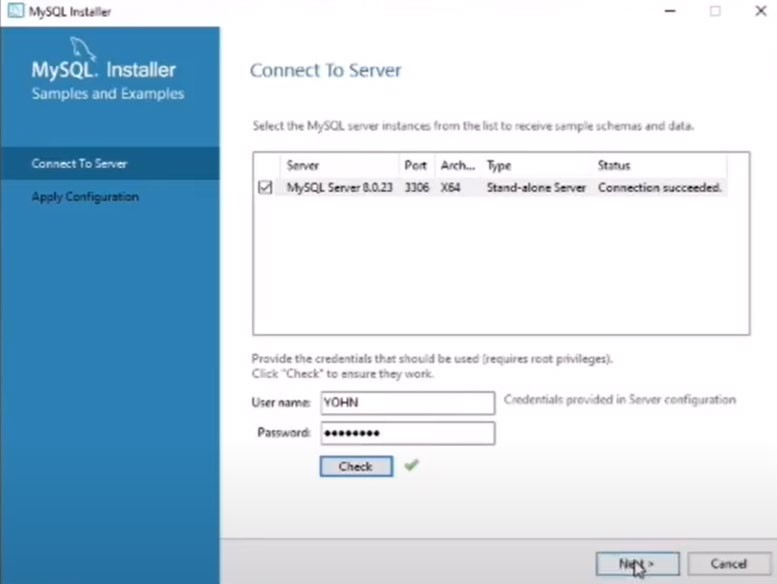 MySQL Installer
MySQL. Installer
Samples and Examples
Connect To Server
Apply Configuration
Connect To Server
Select the MySQL server instances from the list to receive sample schemas and data.
Server Port Arch... Type Status
MySQL Server 8.0.23 3306 X64 Stand-alone Server Connection succeeded.
Provide the credentials that should be used (requires root privileges).
Click "Check" to ensure they work.
User name: YOHN Credentials provided in Server configuration
Password: ●●●●●●●●
Check
Next > Cancel